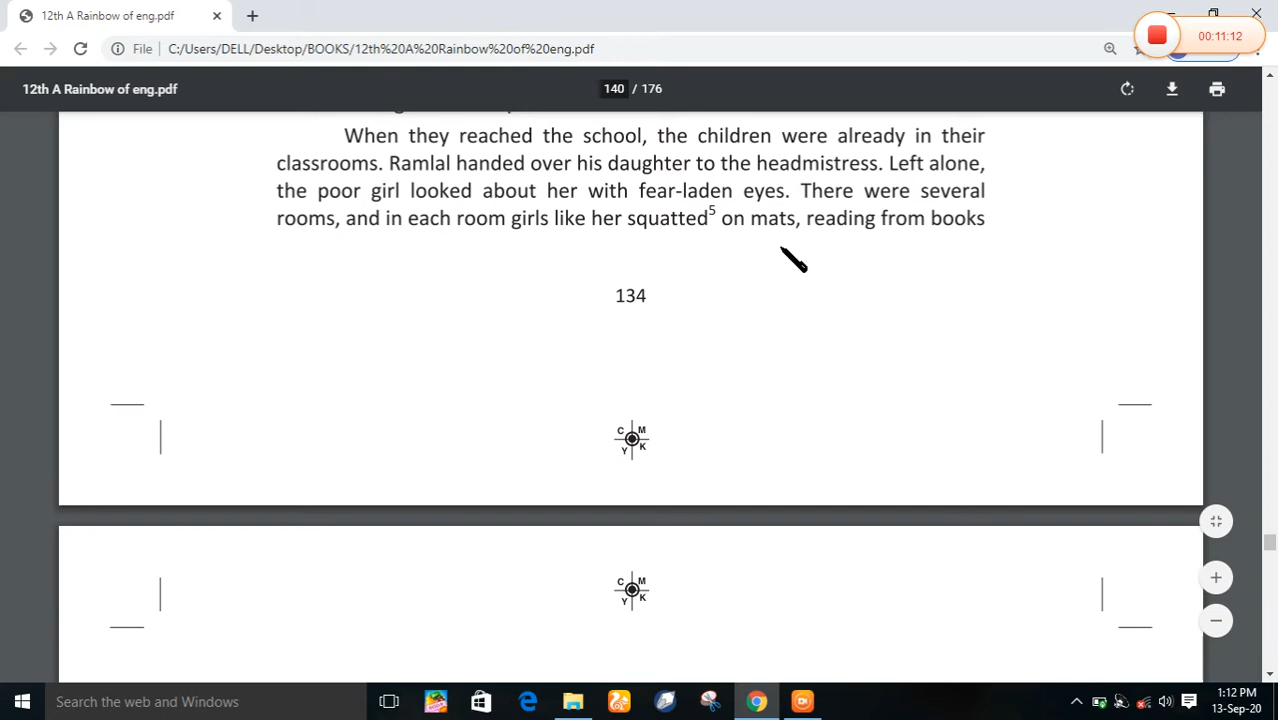 12th A Rainbow of eng.pdf
00:11:12
File | C:/Users/DELL/Desktop/BOOKS/12th%20A%20Rainbow%20of%20eng.pdf
12th A Rainbow of eng.pdf
140 / 176
When they reached the school, the children were already in their
classrooms. Ramlal handed over his daughter to the headmistress. Left alone,
the poor girl looked about her with fear-laden eyes. There were several
rooms, and in each room girls like her squatted5 on mats, reading from books
134
C M
Y K
C M
Y K
Search the web and Windows
1:12 PM
13-Sep-20